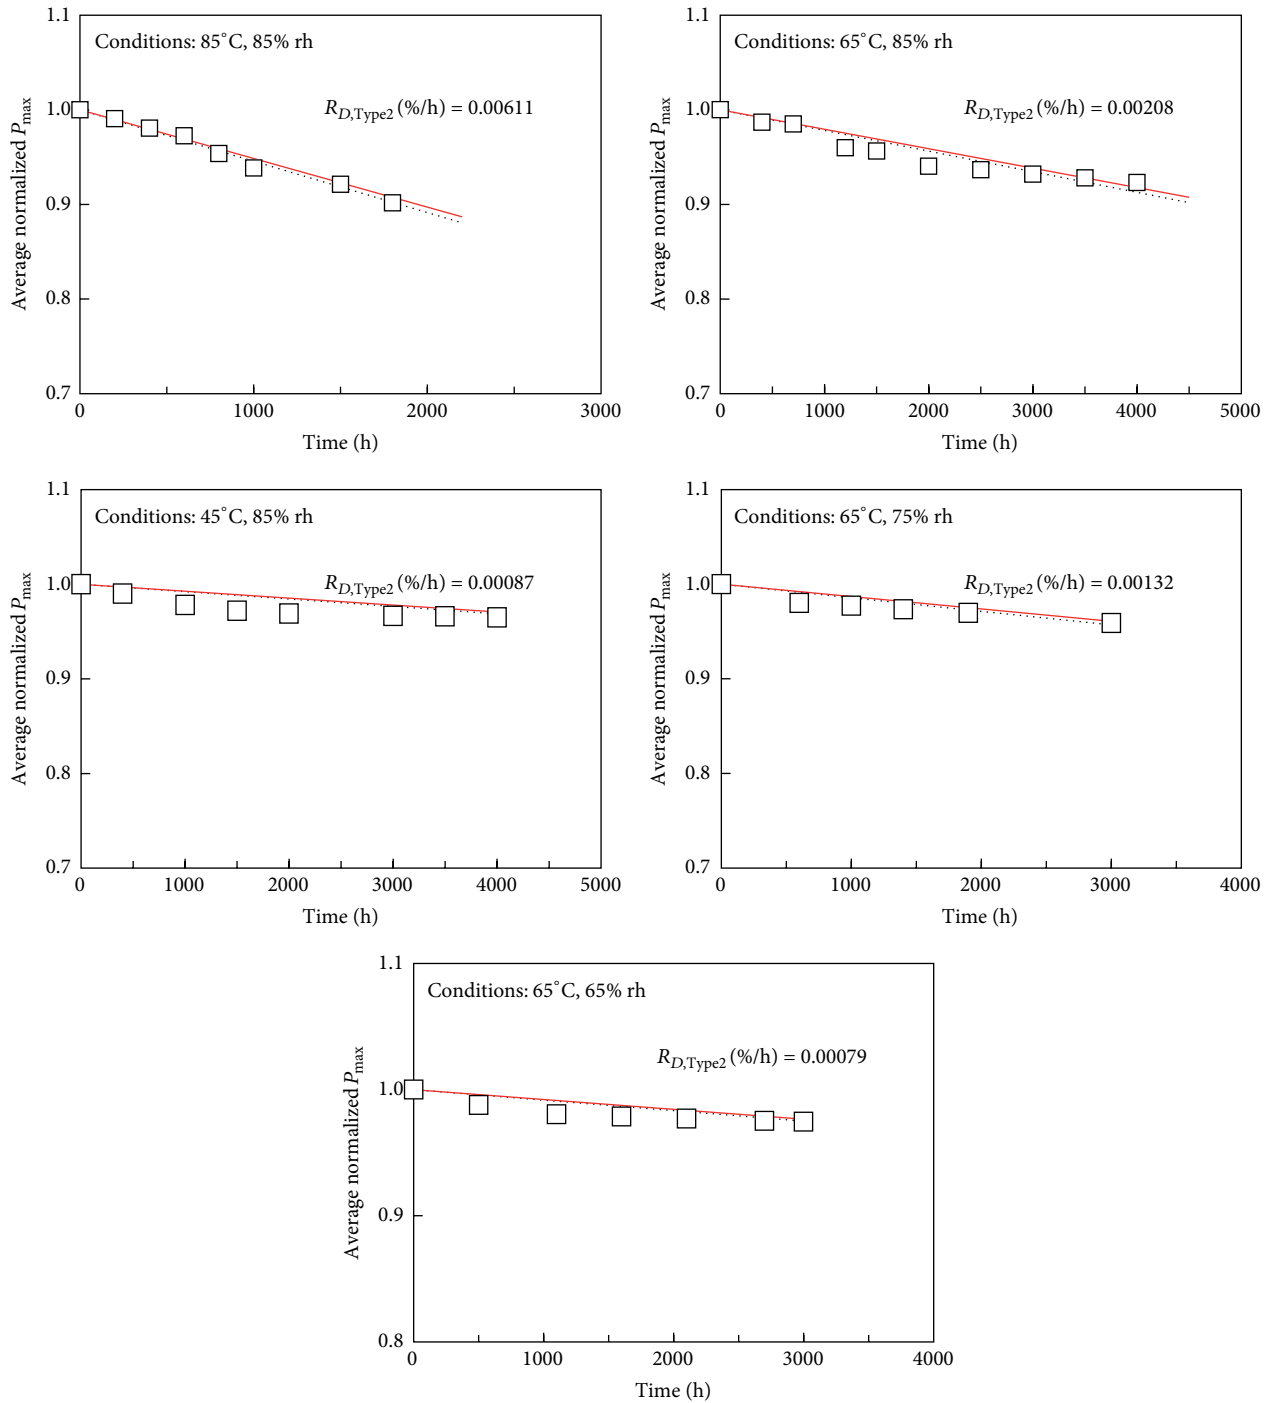 Conditions: 85˚C, 85% rh
R_D,Type2 (%/h) = 0.00611
1.1
1.0
0.9
0.8
0.7
Average normalized P_max
0 1000 2000 3000
Time (h)
Conditions: 65˚C, 85% rh
R_D,Type2 (%/h) = 0.00208
1.1
1.0
0.9
0.8
0.7
Average normalized P_max
0 1000 2000 3000 4000 5000
Time (h)
Conditions: 45˚C, 85% rh
R_D,Type2 (%/h) = 0.00087
1.1
1.0
0.9
0.8
0.7
Average normalized P_max
0 1000 2000 3000 4000 5000
Time (h)
Conditions: 65˚C, 75% rh
R_D,Type2 (%/h) = 0.00132
1.1
1.0
0.9
0.8
0.7
Average normalized P_max
0 1000 2000 3000 4000
Time (h)
Conditions: 65˚C, 65% rh
R_D,Type2 (%/h) = 0.00079
1.1
1.0
0.9
0.8
Average normalized P_max
0 1000 2000 3000 4000
Time (h)